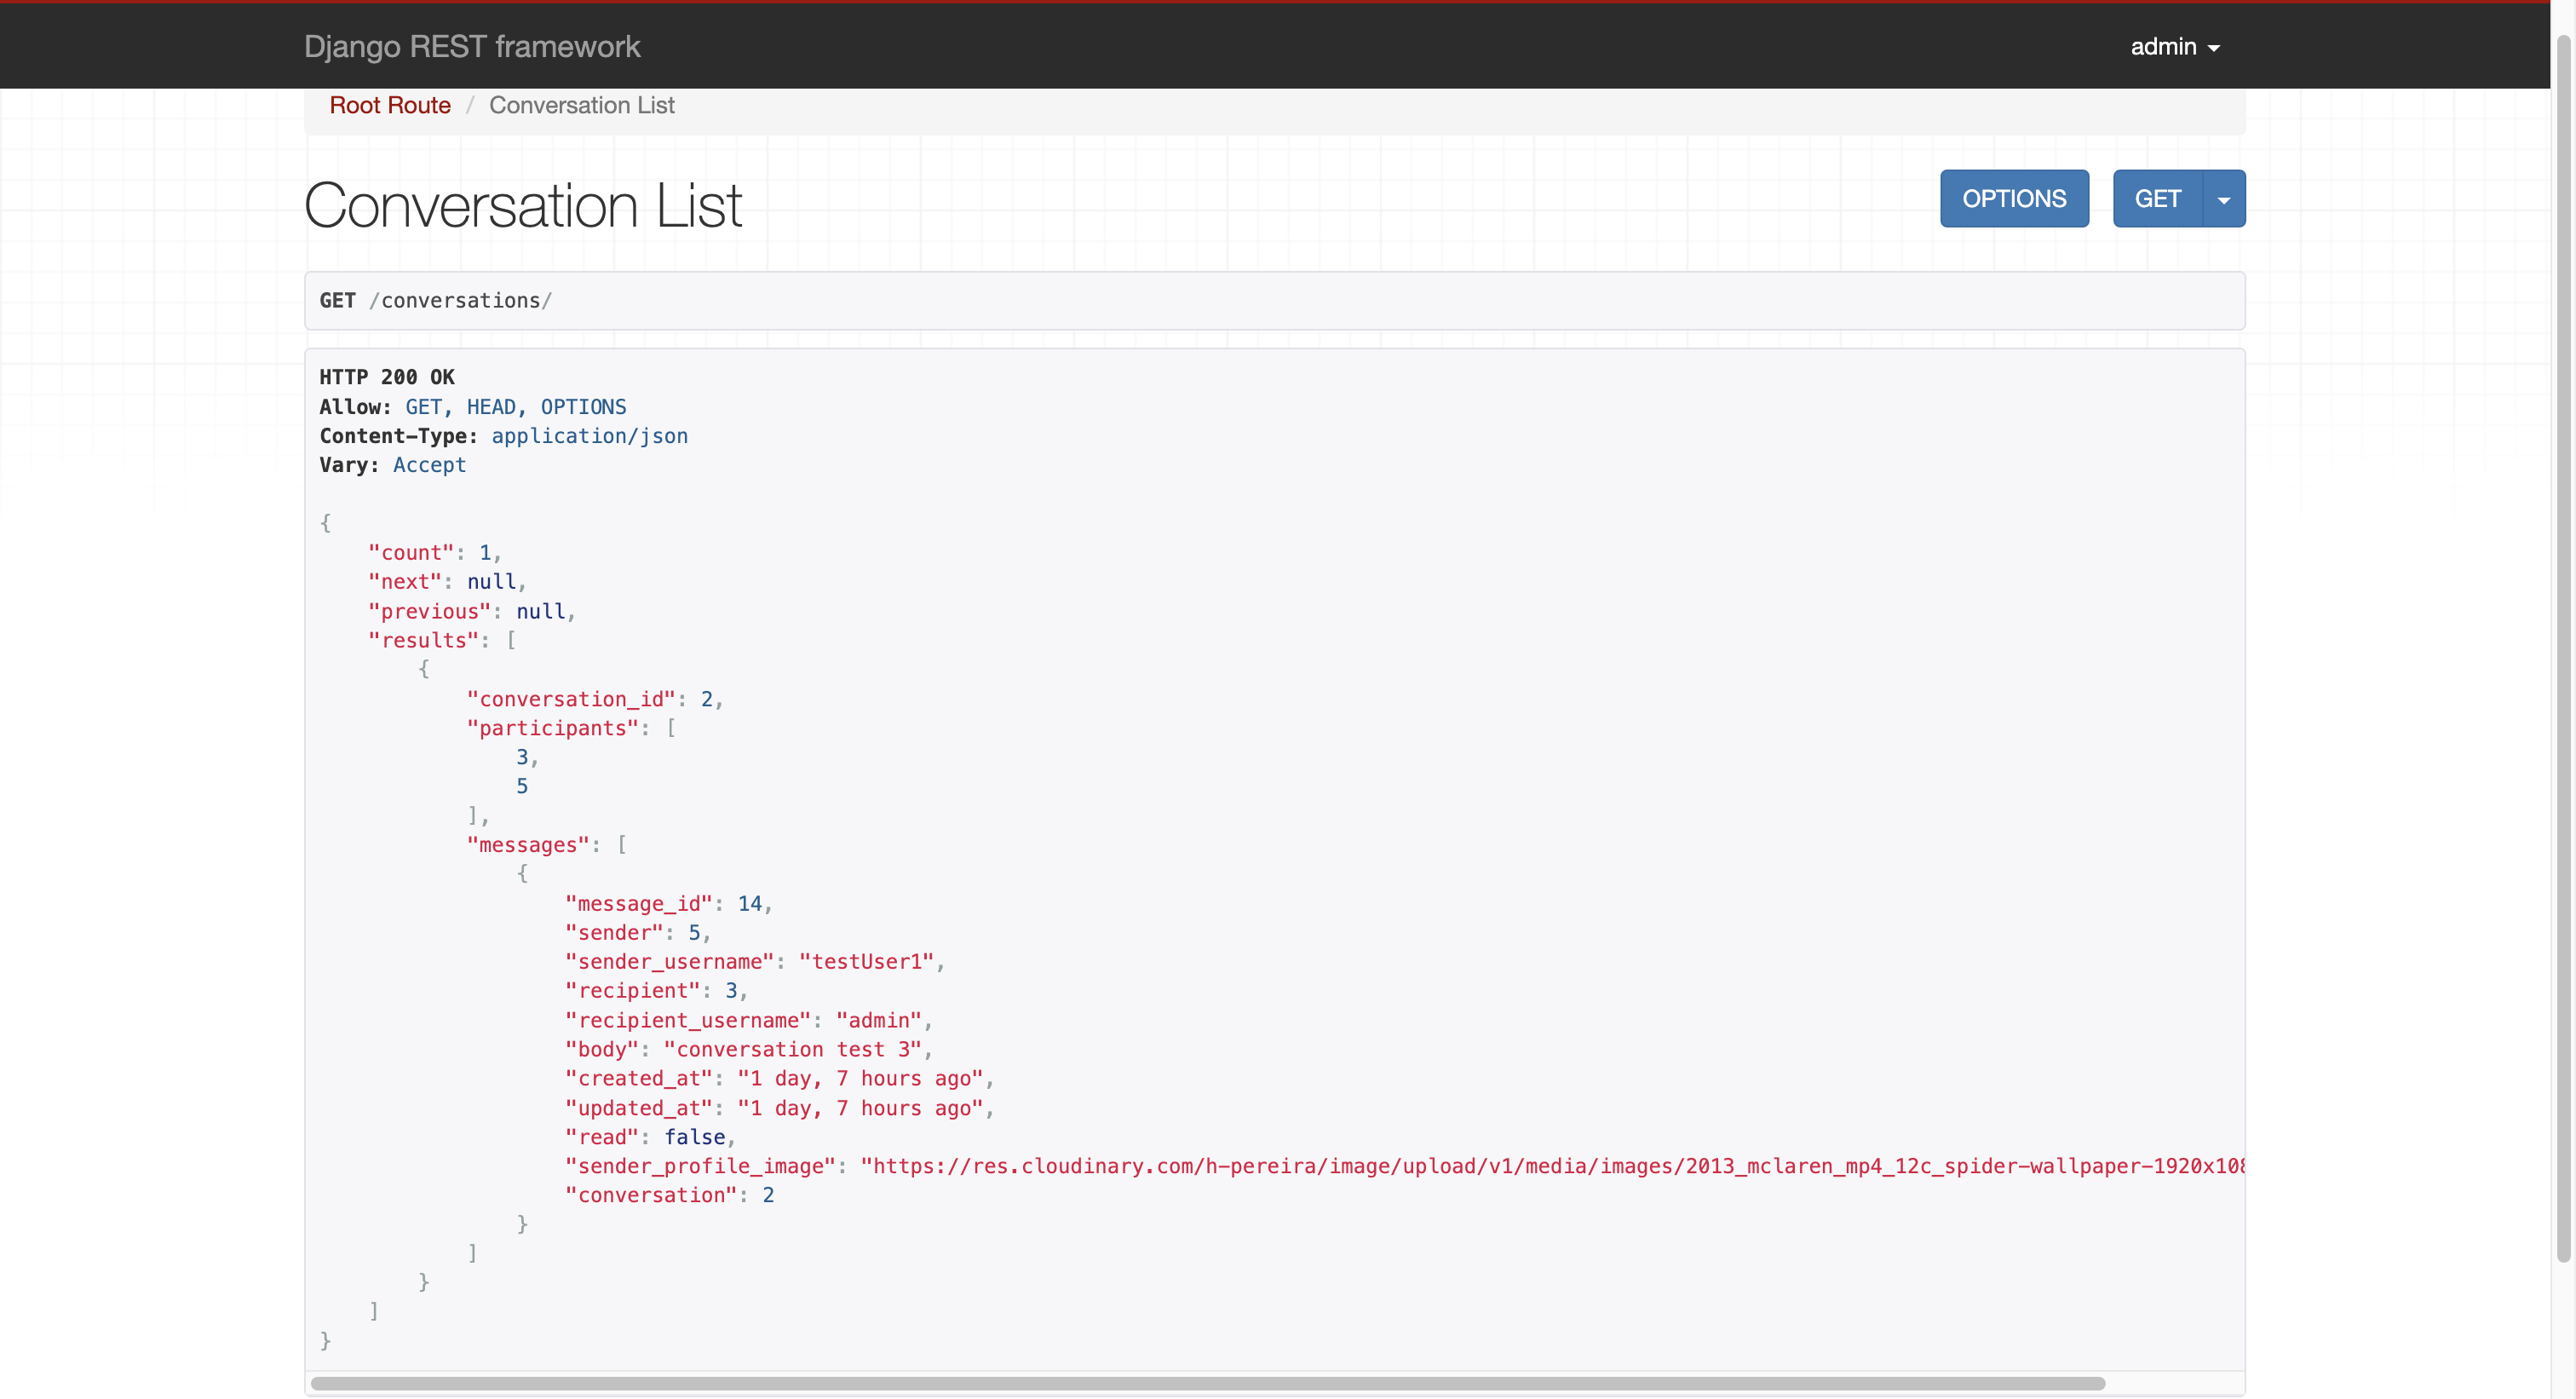 Django REST framework
admin
Root Route / Conversation List
Conversation List
OPTIONS
GET
GET /conversations/
HTTP 200 OK
Allow: GET, HEAD, OPTIONS
Content-Type: application/json
Vary: Accept
{
    "count": 1,
    "next": null,
    "previous": null,
    "results": [
        {
            "conversation_id": 2,
            "participants": [
                3,
                5
            ],
            "messages": [
                {
                    "message_id": 14,
                    "sender": 5,
                    "sender_username": "testUser1",
                    "recipient": 3,
                    "recipient_username": "admin",
                    "body": "conversation test 3",
                    "created_at": "1 day, 7 hours ago",
                    "updated_at": "1 day, 7 hours ago",
                    "read": false,
                    "sender_profile_image": "https://res.cloudinary.com/h-pereira/image/upload/v1/media/images/2013_mclaren_mp4_12c_spider-wallpaper-1920x108
                    "conversation": 2
                }
            ]
        }
    ]
}